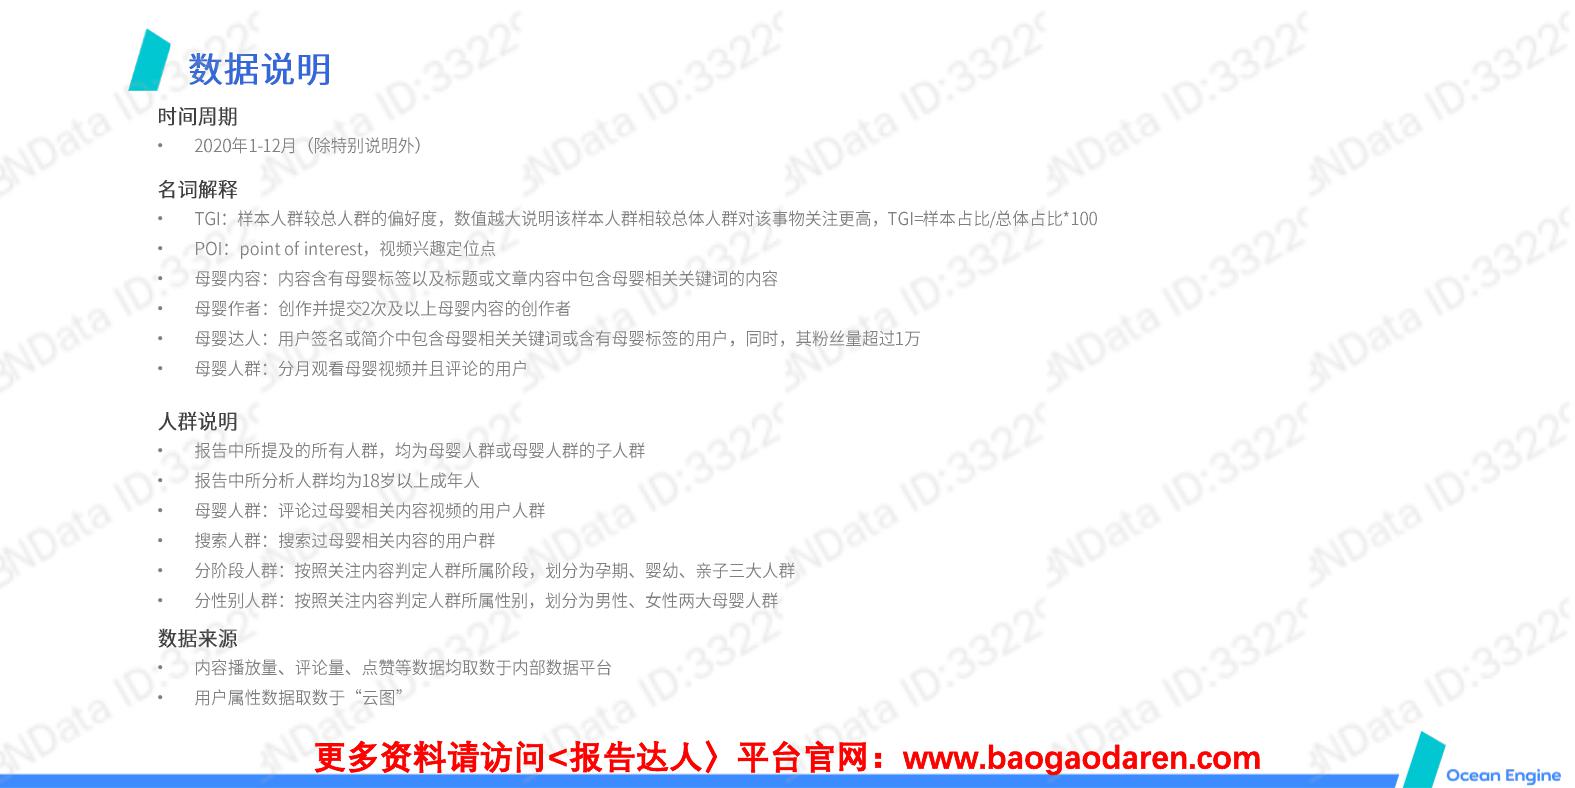 数据说明
时间周期
• 2020年1-12月（除特别说明外）
名词解释
• TGI：样本人群较总人群的偏好度，数值越大说明该样本人群相较总体人群对该事物关注更高，TGI=样本占比/总体占比*100
• POI：point of interest，视频兴趣定位点
• 母婴内容：内容含有母婴标签以及标题或文章内容中包含母婴相关关键词的内容
• 母婴作者：创作并提交2次及以上母婴内容的创作者
• 母婴达人：用户签名或简介中包含母婴相关关键词或含有母婴标签的用户，同时，其粉丝量超过1万
• 母婴人群：分月观看母婴视频并且评论的用户
人群说明
• 报告中所提及的所有人群，均为母婴人群或母婴人群的子人群
• 报告中所分析人群均为18岁以上成年人
• 母婴人群：评论过母婴相关内容视频的用户人群
• 搜索人群：搜索过母婴相关内容的用户群
• 分阶段人群：按照关注内容判定人群所属阶段，划分为孕期、婴幼、亲子三大人群
• 分性别人群：按照关注内容判定人群所属性别，划分为男性、女性两大母婴人群
数据来源
• 内容播放量、评论量、点赞等数据均取数于内部数据平台
• 用户属性数据取数于“云图”
更多资料请访问<报告达人〉平台官网：www.baogaodaren.com
Ocean Engine